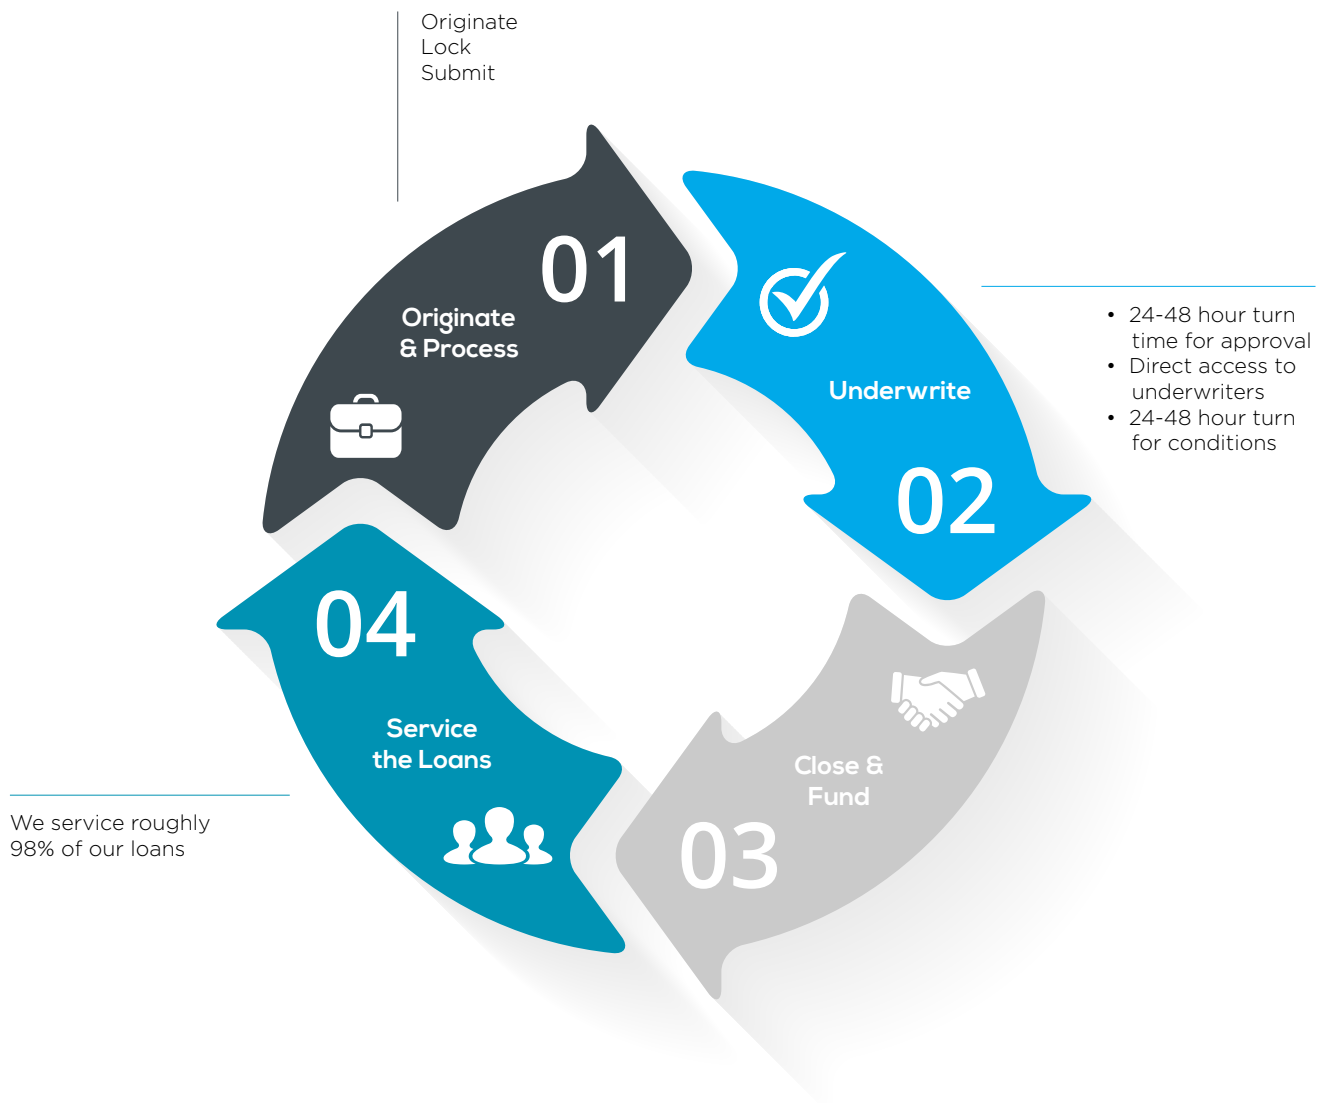 Originate
Lock
Submit
01
Originate
& Process
Underwrite
02
• 24-48 hour turn
time for approval
• Direct access to
underwriters
• 24-48 hour turn
for conditions
Close &
Fund
03
04
Service
the Loans
We service roughly
98% of our loans